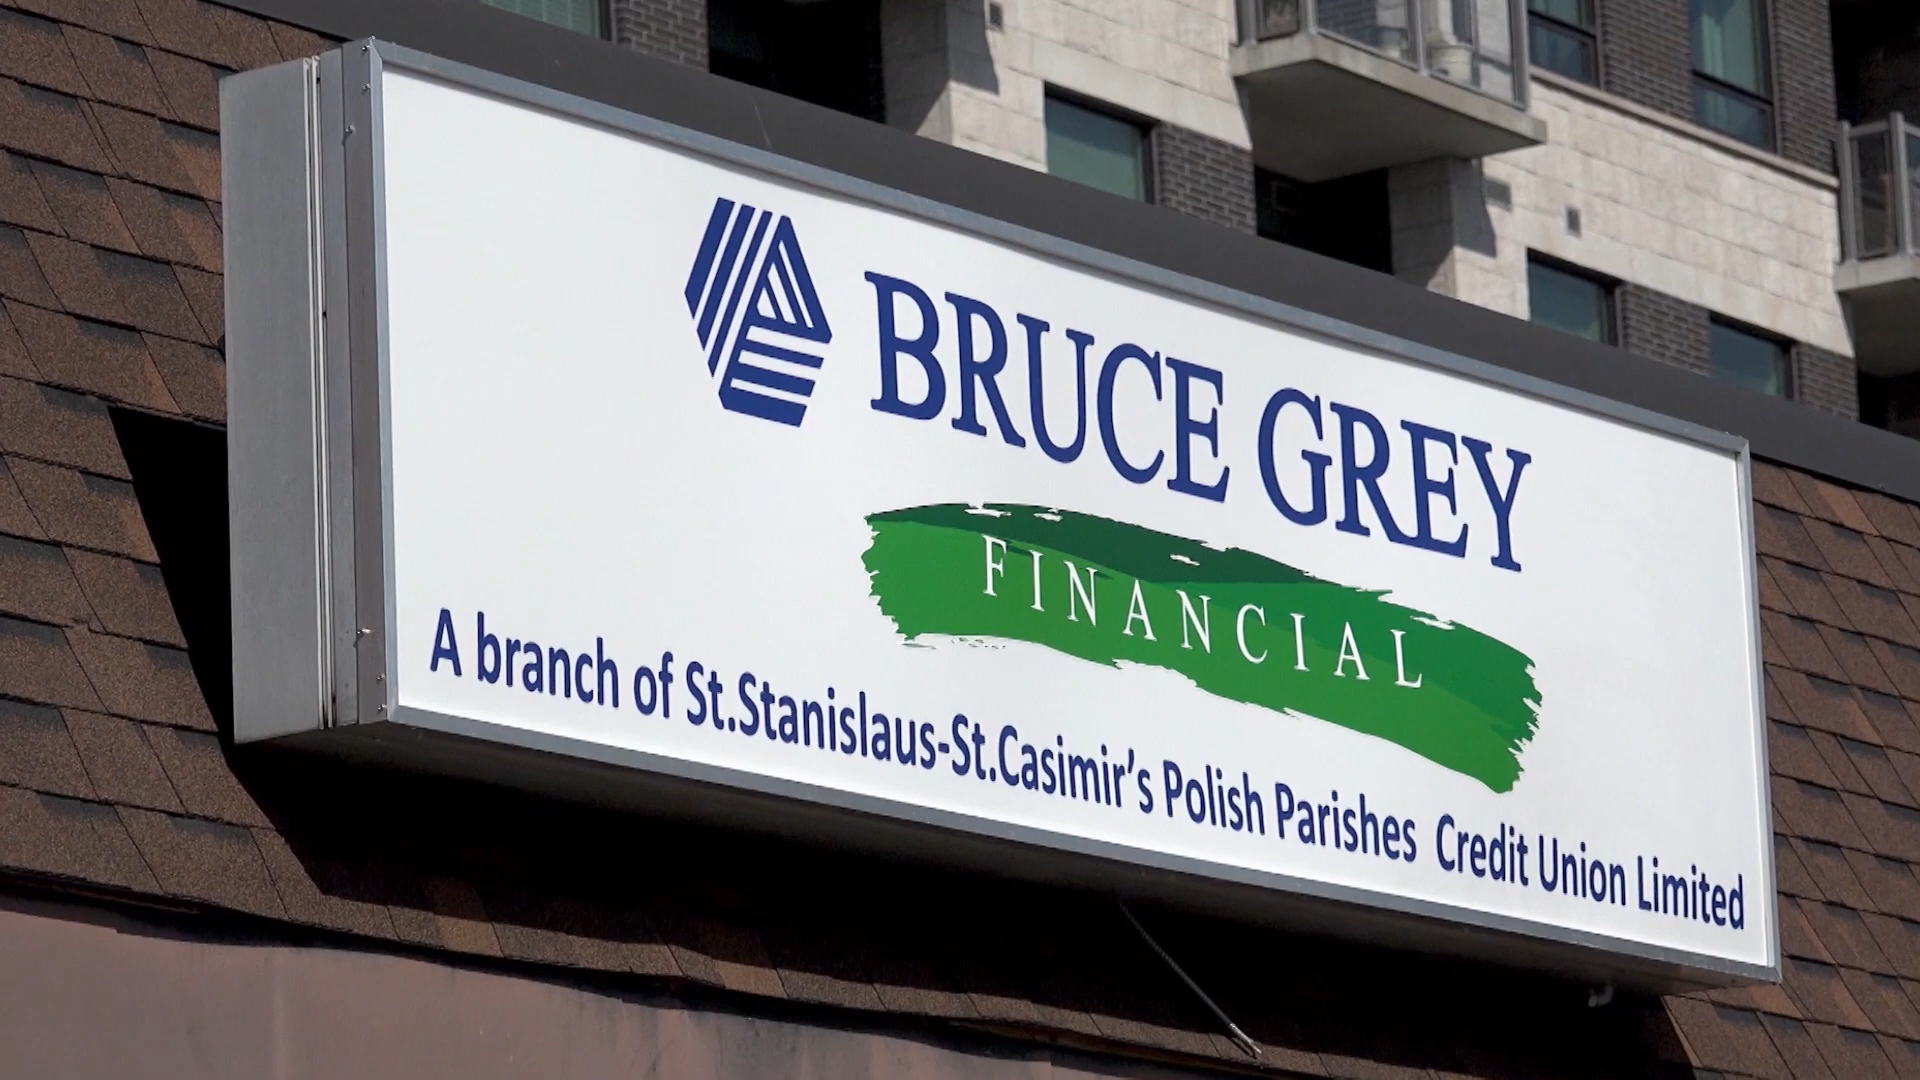 BRUCE GREY
FINANCIAL
A branch of St.Stanislaus-St.Casimir's Polish Parishes Credit Union Limited